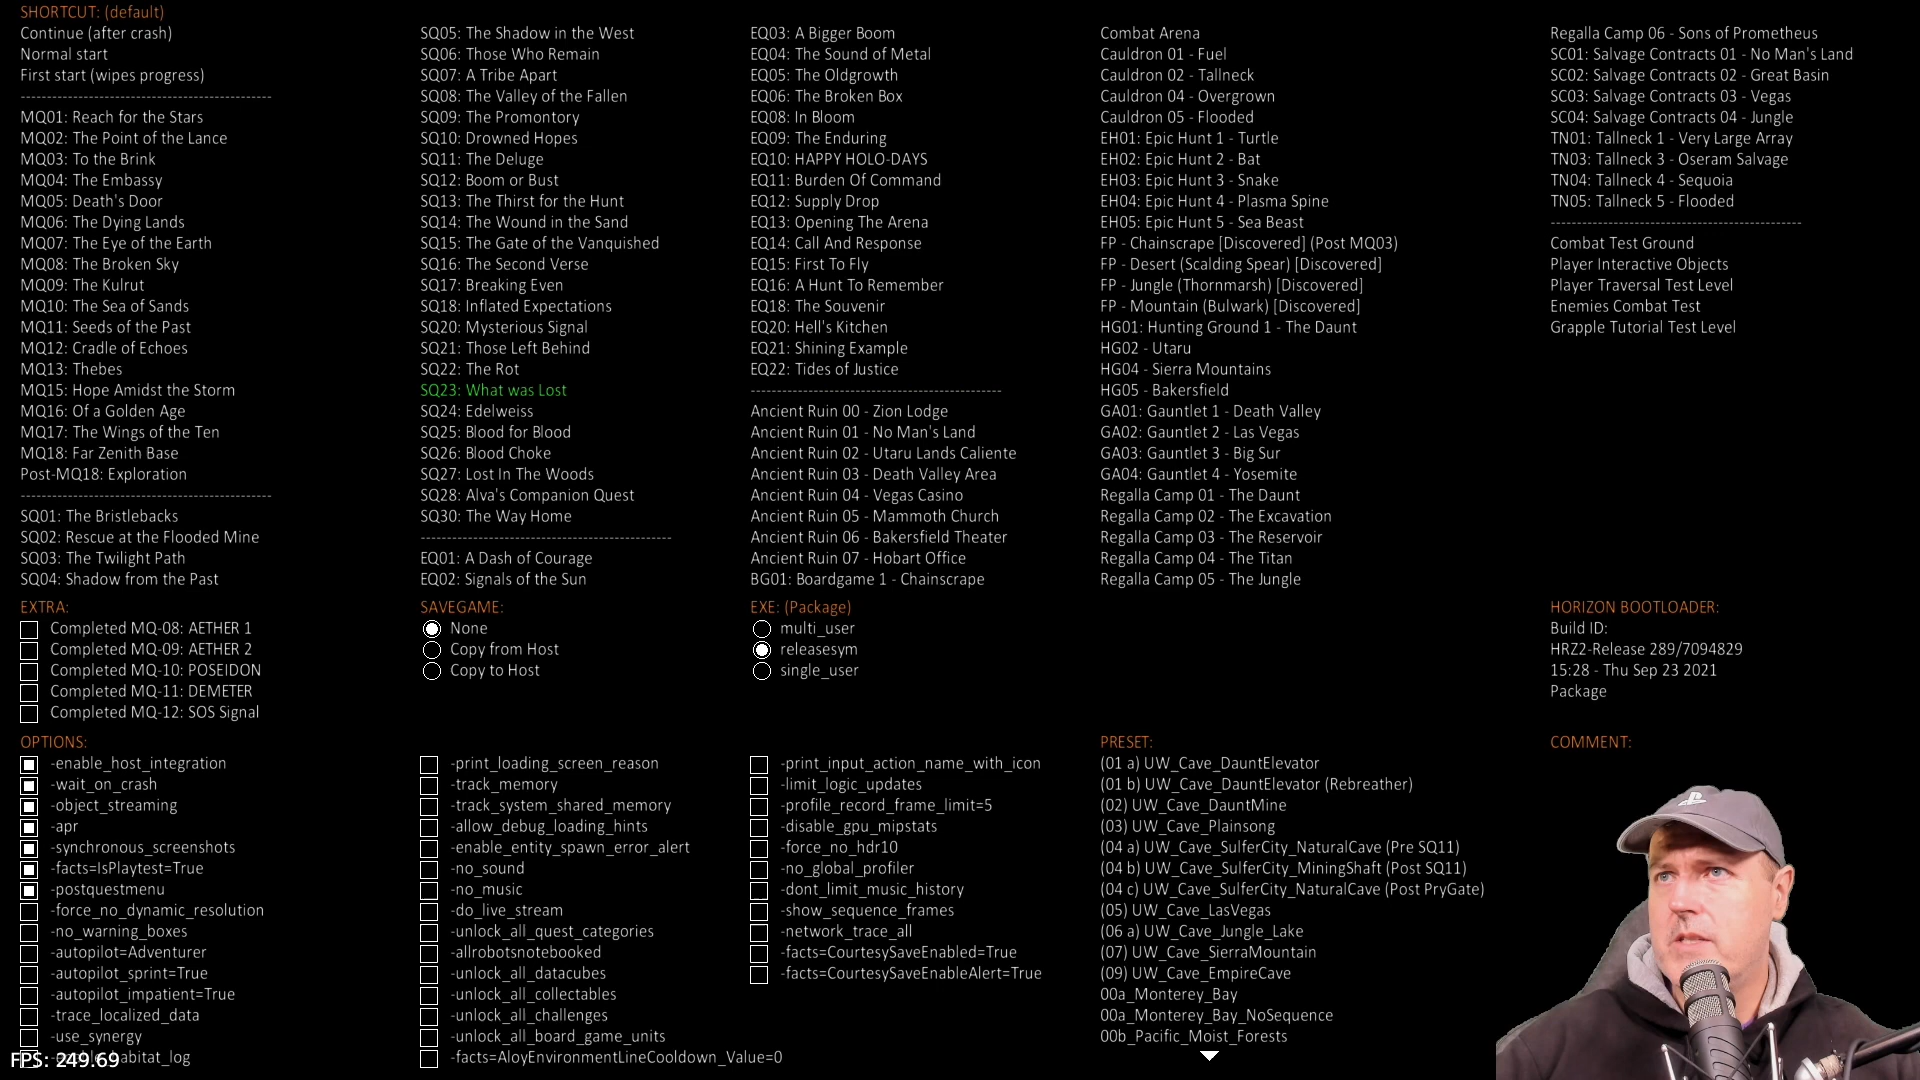 SHORTCUT: (default)
Continue (after crash)
Normal start
First start (wipes progress)
MQ01: Reach for the Stars
MQ02: The Point of the Lance
MQ03: To the Brink
MQ04: The Embassy
MQ05: Death's Door
MQ06: The Dying Lands
MQ07: The Eye of the Earth
MQ08: The Broken Sky
MQ09: The Kulrut
MQ10: The Sea of Sands
MQ11: Seeds of the Past
MQ12: Cradle of Echoes
MQ13: Thebes
MQ15: Hope Amidst the Storm
MQ16: Of a Golden Age
MQ17: The Wings of the Ten
MQ18: Far Zenith Base
Post-MQ18: Exploration
SQ01: The Bristlebacks
SQ02: Rescue at the Flooded Mine
SQ03: The Twilight Path
SQ04: Shadow from the Past
SQ05: The Shadow in the West
SQ06: Those Who Remain
SQ07: A Tribe Apart
SQ08: The Valley of the Fallen
SQ09: The Promontory
SQ10: Drowned Hopes
SQ11: The Deluge
SQ12: Boom or Bust
SQ13: The Thirst for the Hunt
SQ14: The Wound in the Sand
SQ15: The Gate of the Vanquished
SQ16: The Second Verse
SQ17: Breaking Even
SQ18: Inflated Expectations
SQ20: Mysterious Signal
SQ21: Those Left Behind
SQ22: The Rot
SQ23: What was Lost
SQ24: Edelweiss
SQ25: Blood for Blood
SQ26: Blood Choke
SQ27: Lost In The Woods
SQ28: Alva's Companion Quest
SQ30: The Way Home
EQ01: A Dash of Courage
EQ02: Signals of the Sun
EQ03: A Bigger Boom
EQ04: The Sound of Metal
EQ05: The Oldgrowth
EQ06: The Broken Box
EQ08: In Bloom
EQ09: The Enduring
EQ10: HAPPY HOLO-DAYS
EQ11: Burden Of Command
EQ12: Supply Drop
EQ13: Opening The Arena
EQ14: Call And Response
EQ15: First To Fly
EQ16: A Hunt To Remember
EQ18: The Souvenir
EQ20: Hell's Kitchen
EQ21: Shining Example
EQ22: Tides of Justice
Ancient Ruin 00 - Zion Lodge
Ancient Ruin 01 - No Man's Land
Ancient Ruin 02 - Utaru Lands Caliente
Ancient Ruin 03 - Death Valley Area
Ancient Ruin 04 - Vegas Casino
Ancient Ruin 05 - Mammoth Church
Ancient Ruin 06 - Bakersfield Theater
Ancient Ruin 07 - Hobart Office
BG01: Boardgame 1 - Chainscrape
Combat Arena
Cauldron 01 - Fuel
Cauldron 02 - Tallneck
Cauldron 04 - Overgrown
Cauldron 05 - Flooded
EH01: Epic Hunt 1 - Turtle
EH02: Epic Hunt 2 - Bat
EH03: Epic Hunt 3 - Snake
EH04: Epic Hunt 4 - Plasma Spine
EH05: Epic Hunt 5 - Sea Beast
FP - Chainscrape [Discovered] (Post MQ03)
FP - Desert (Scalding Spear) [Discovered]
FP - Jungle (Thornmarsh) [Discovered]
FP - Mountain (Bulwark) [Discovered]
HG01: Hunting Ground 1 - The Daunt
HG02 - Utaru
HG04 - Sierra Mountains
HG05 - Bakersfield
GA01: Gauntlet 1 - Death Valley
GA02: Gauntlet 2 - Las Vegas
GA03: Gauntlet 3 - Big Sur
GA04: Gauntlet 4 - Yosemite
Regalla Camp 01 - The Daunt
Regalla Camp 02 - The Excavation
Regalla Camp 03 - The Reservoir
Regalla Camp 04 - The Titan
Regalla Camp 05 - The Jungle
Regalla Camp 06 - Sons of Prometheus
SC01: Salvage Contracts 01 - No Man's Land
SC02: Salvage Contracts 02 - Great Basin
SC03: Salvage Contracts 03 - Vegas
SC04: Salvage Contracts 04 - Jungle
TN01: Tallneck 1 - Very Large Array
TN03: Tallneck 3 - Oseram Salvage
TN04: Tallneck 4 - Sequoia
TN05: Tallneck 5 - Flooded
Combat Test Ground
Player Interactive Objects
Player Traversal Test Level
Enemies Combat Test
Grapple Tutorial Test Level
EXTRA:
Completed MQ-08: AETHER 1
Completed MQ-09: AETHER 2
Completed MQ-10: POSEIDON
Completed MQ-11: DEMETER
Completed MQ-12: SOS Signal
SAVEGAME:
None
Copy from Host
Copy to Host
EXE: (Package)
multi_user
releasesym
single_user
HORIZON BOOTLOADER:
Build ID:
HRZ2-Release 289/7094829
15:28 - Thu Sep 23 2021
Package
OPTIONS:
-enable_host_integration
-wait_on_crash
-object_streaming
-apr
-synchronous_screenshots
-facts=IsPlaytest=True
-postquestmenu
-force_no_dynamic_resolution
-no_warning_boxes
-autopilot=Adventurer
-autopilot_sprint=True
-autopilot_impatient=True
-trace_localized_data
-use_synergy
habitat_log
FPS: 249.69
-print_loading_screen_reason
-track_memory
-track_system_shared_memory
-allow_debug_loading_hints
-enable_entity_spawn_error_alert
-no_sound
-no_music
-do_live_stream
-unlock_all_quest_categories
-allrobotsnotebooked
-unlock_all_datacubes
-unlock_all_collectables
-unlock_all_challenges
-unlock_all_board_game_units
-facts=AloyEnvironmentLineCooldown_Value=0
-print_input_action_name_with_icon
-limit_logic_updates
-profile_record_frame_limit=5
-disable_gpu_mipstats
-force_no_hdr10
-no_global_profiler
-dont_limit_music_history
-show_sequence_frames
-network_trace_all
-facts=CourtesySaveEnabled=True
-facts=CourtesySaveEnableAlert=True
PRESET:
(01 a) UW_Cave_DauntElevator
(01 b) UW_Cave_DauntElevator (Rebreather)
(02) UW_Cave_DauntMine
(03) UW_Cave_Plainsong
(04 a) UW_Cave_SulferCity_NaturalCave (Pre SQ11)
(04 b) UW_Cave_SulferCity_MiningShaft (Post SQ11)
(04 c) UW_Cave_SulferCity_NaturalCave (Post PryGate)
(05) UW_Cave_LasVegas
(06 a) UW_Cave_Jungle_Lake
(07) UW_Cave_SierraMountain
(09) UW_Cave_EmpireCave
00a_Monterey_Bay
00a_Monterey_Bay_NoSequence
00b_Pacific_Moist_Forests
COMMENT: